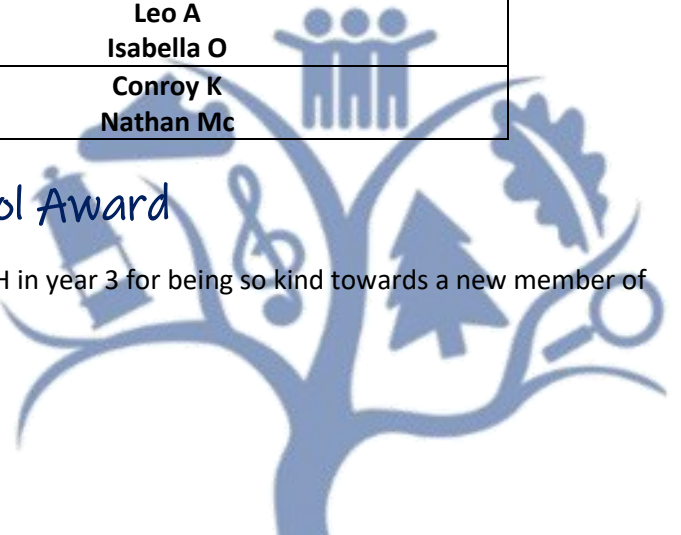 Leo A
Isabella O
Conroy K
Nathan Mc
ol Award
H in year 3 for being so kind towards a new member of